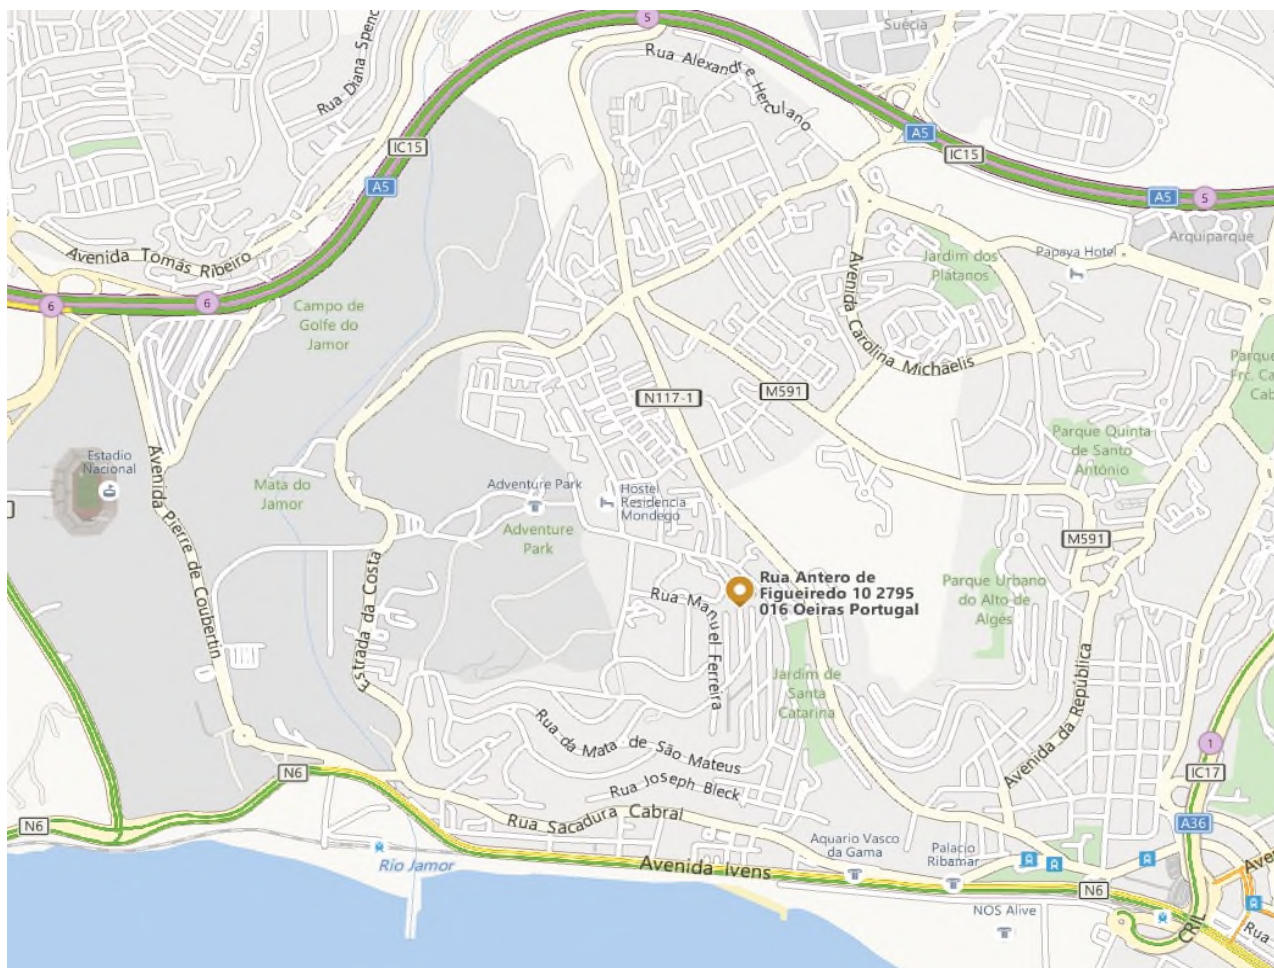 5
Suécia
Rua Diana Spenc
Rua Alexandre Herculano
IC15
A5
A5
IC15
A5
5
Arquiparque
Avenida Tomás Ribeiro
Papaya Hotel
Jardim dos
Plátanos
6
6
Campo de
Golfe do
Jamor
Avenida Carolina Michaelis
Parque
Frc. Ca
Cab
N117-1
M591
Parque Quinta
de Santo
António
Estadio
Nacional
Avenida Pierre de Coubertin
Mata do
Jamor
Adventure Park
Hostel
Residencia
Mondego
Adventure
Park
M591
Estrada da Costa
Rua Manuel Ferreira
Rua Antero de
Figueiredo 10 2795
016 Oeiras Portugal
Parque Urbano
do Alto de
Algés
Jardim de
Santa
Catarina
Avenida da República
Rua da Mata de São Mateus
1
N6
Rua Joseph Bleck
IC17
N6
Rua Sacadura Cabral
A36
Rio Jamor
Avenida Ivens
Aquario Vasco
da Gama
Palacio
Ribamar
N6
NOS Alive
CRIL
Aven
Rua